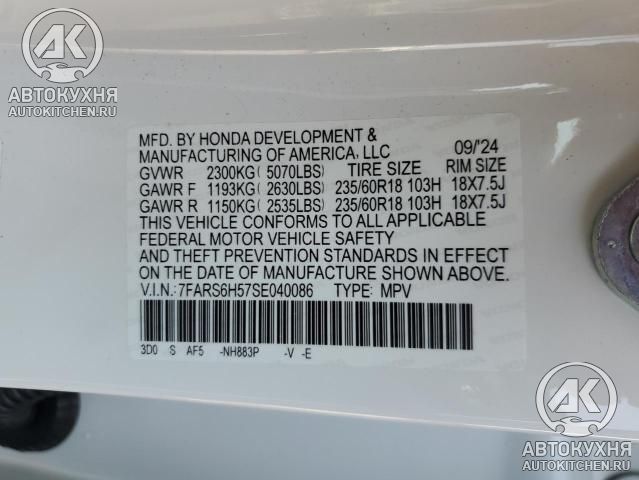 AK
АВТОКУХНЯ
AUTOKITCHEN.RU
MFD. BY HONDA DEVELOPMENT &
MANUFACTURING OF AMERICA, LLC 09/'24
GVWR 2300KG ( 5070LBS) TIRE SIZE RIM SIZE
GAWR F 1193KG ( 2630LBS) 235/60R18 103H 18X7.5J
GAWR R 1150KG ( 2535LBS) 235/60R18 103H 18X7.5J
THIS VEHICLE CONFORMS TO ALL APPLICABLE
FEDERAL MOTOR VEHICLE SAFETY
AND THEFT PREVENTION STANDARDS IN EFFECT
ON THE DATE OF MANUFACTURE SHOWN ABOVE.
V.I.N.: 7FARS6H57SE040086 TYPE: MPV
3D0 S AF5 -NH883P -V -E
AK
АВТОКУХНЯ
AUTOKITCHEN.RU